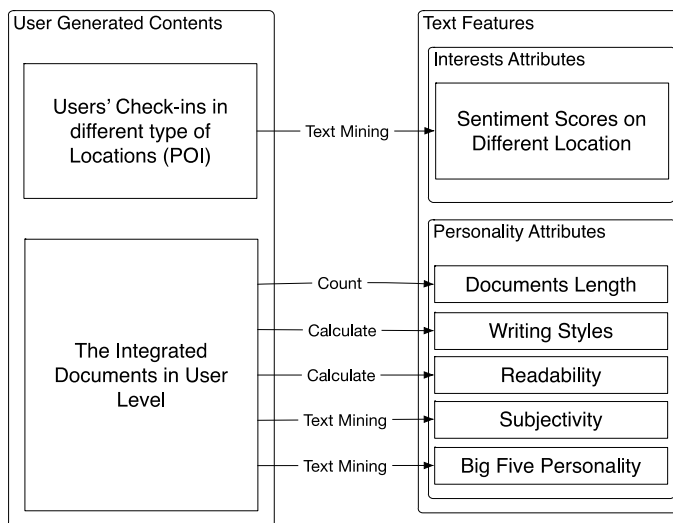 User Generated Contents
Users' Check-ins in
different type of
Locations (POI)
The Integrated
Documents in User
Level
Text Mining
Count
Calculate
Calculate
Text Mining
Text Mining
Text Features
Interests Attributes
Sentiment Scores on
Different Location
Personality Attributes
Documents Length
Writing Styles
Readability
Subjectivity
Big Five Personality